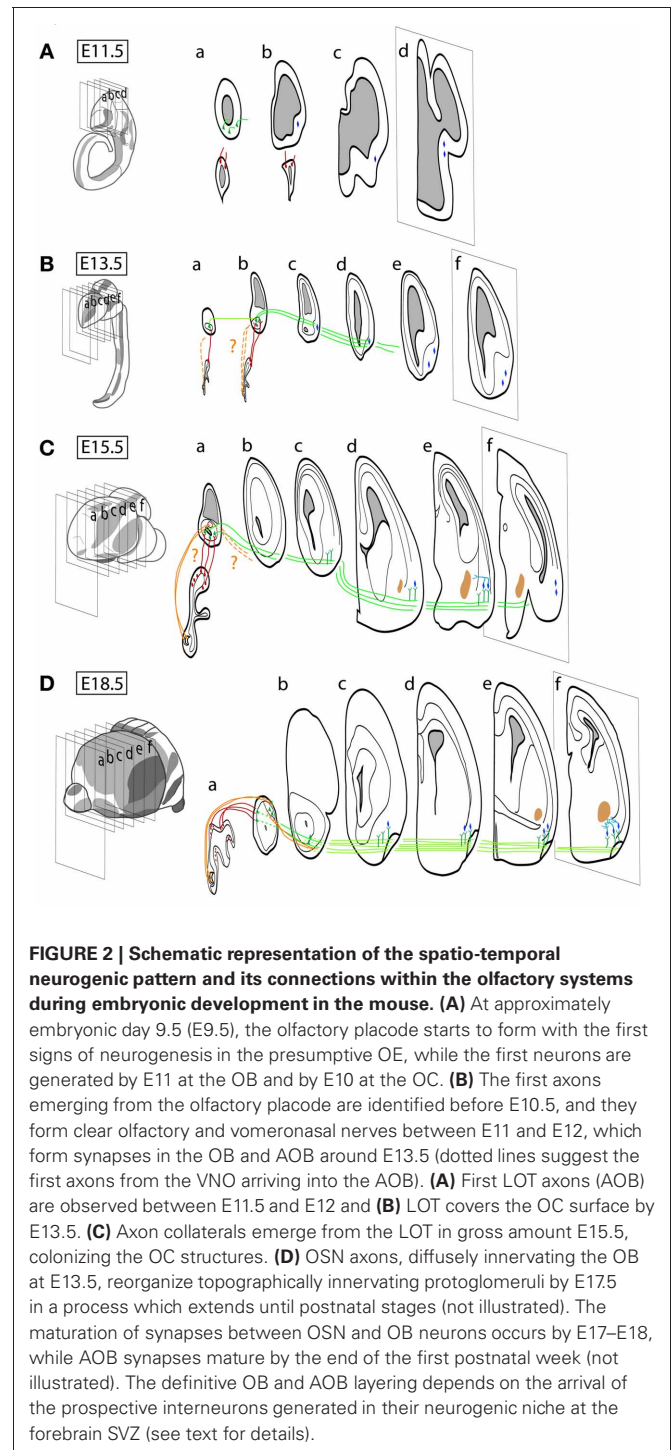 A
E11.5
abcd
a
b
c
d
B
E13.5
abcdef
a
b
c
d
e
f
?
C
E15.5
abcdef
a
b
c
d
e
f
?
?
D
E18.5
abcdef
a
b
c
d
e
f
FIGURE 2 | Schematic representation of the spatio-temporal
neurogenic pattern and its connections within the olfactory systems
during embryonic development in the mouse. (A) At approximately
embryonic day 9.5 (E9.5), the olfactory placode starts to form with the first
signs of neurogenesis in the presumptive OE, while the first neurons are
generated by E11 at the OB and by E10 at the OC. (B) The first axons
emerging from the olfactory placode are identified before E10.5, and they
form clear olfactory and vomeronasal nerves between E11 and E12, which
form synapses in the OB and AOB around E13.5 (dotted lines suggest the
first axons from the VNO arriving into the AOB). (A) First LOT axons (AOB)
are observed between E11.5 and E12 and (B) LOT covers the OC surface by
E13.5. (C) Axon collaterals emerge from the LOT in gross amount E15.5,
colonizing the OC structures. (D) OSN axons, diffusely innervating the OB
at E13.5, reorganize topographically innervating protoglomeruli by E17.5
in a process which extends until postnatal stages (not illustrated). The
maturation of synapses between OSN and OB neurons occurs by E17–E18,
while AOB synapses mature by the end of the first postnatal week (not
illustrated). The definitive OB and AOB layering depends on the arrival of
the prospective interneurons generated in their neurogenic niche at the
forebrain SVZ (see text for details).